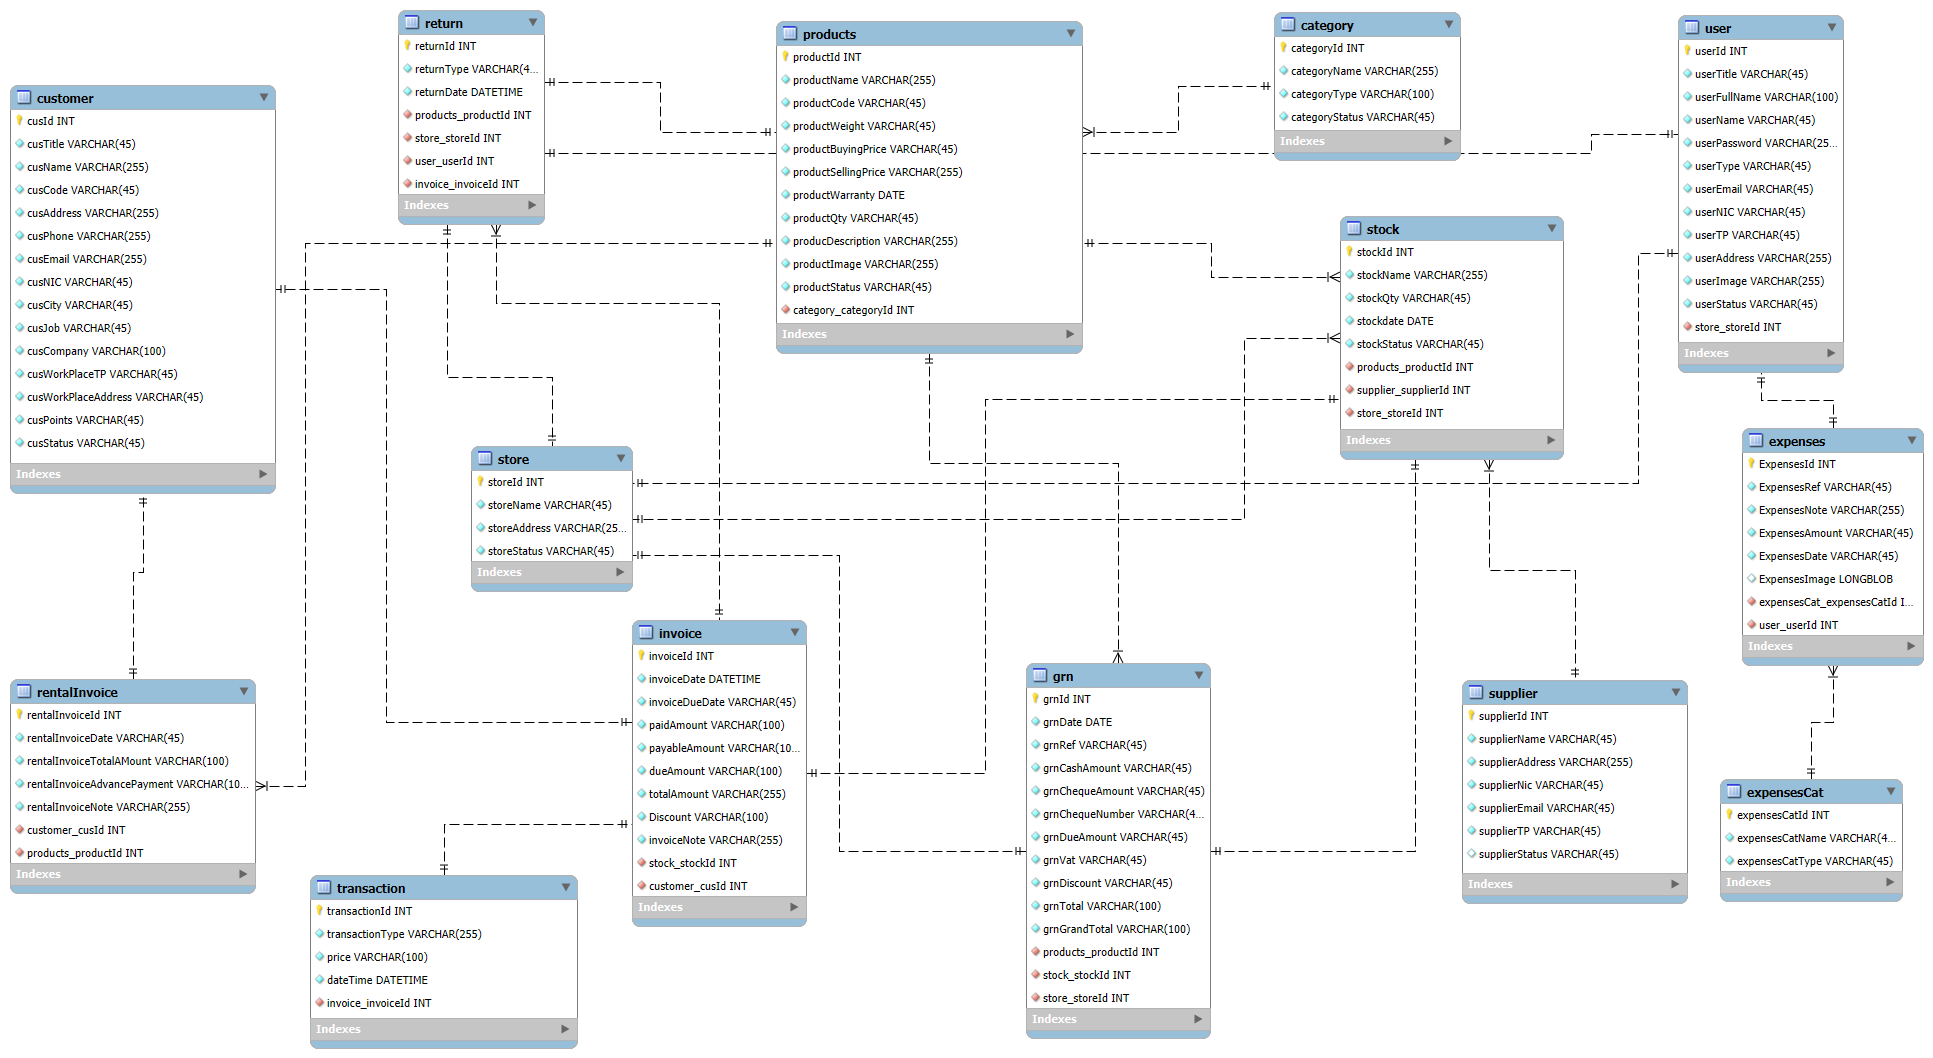 return
returnId INT
returnType VARCHAR(4...
returnDate DATETIME
products_productId INT
store_storeId INT
user_userId INT
invoice_invoiceId INT
Indexes
products
productId INT
productName VARCHAR(255)
productCode VARCHAR(45)
productWeight VARCHAR(45)
productBuyingPrice VARCHAR(45)
productSellingPrice VARCHAR(255)
productWarranty DATE
productQty VARCHAR(45)
producDescription VARCHAR(255)
productImage VARCHAR(255)
productStatus VARCHAR(45)
category_categoryId INT
Indexes
category
categoryId INT
categoryName VARCHAR(255)
categoryType VARCHAR(100)
categoryStatus VARCHAR(45)
Indexes
user
userId INT
userTitle VARCHAR(45)
userFullName VARCHAR(100)
userName VARCHAR(45)
userPassword VARCHAR(25...
userType VARCHAR(45)
userEmail VARCHAR(45)
userNIC VARCHAR(45)
userTP VARCHAR(45)
userAddress VARCHAR(255)
userImage VARCHAR(255)
userStatus VARCHAR(45)
store_storeId INT
Indexes
customer
cusId INT
cusTitle VARCHAR(45)
cusName VARCHAR(255)
cusCode VARCHAR(45)
cusAddress VARCHAR(255)
cusPhone VARCHAR(255)
cusEmail VARCHAR(255)
cusNIC VARCHAR(45)
cusCity VARCHAR(45)
cusJob VARCHAR(45)
cusCompany VARCHAR(100)
cusWorkPlaceTP VARCHAR(45)
cusWorkPlaceAddress VARCHAR(45)
cusPoints VARCHAR(45)
cusStatus VARCHAR(45)
Indexes
stock
stockId INT
stockName VARCHAR(255)
stockQty VARCHAR(45)
stockdate DATE
stockStatus VARCHAR(45)
products_productId INT
supplier_supplierId INT
store_storeId INT
Indexes
store
storeId INT
storeName VARCHAR(45)
storeAddress VARCHAR(25...
storeStatus VARCHAR(45)
Indexes
expenses
ExpensesId INT
ExpensesRef VARCHAR(45)
ExpensesNote VARCHAR(255)
ExpensesAmount VARCHAR(45)
ExpensesDate VARCHAR(45)
ExpensesImage LONGBLOB
expensesCat_expensesCatId I...
user_userId INT
Indexes
invoice
invoiceId INT
invoiceDate DATETIME
invoiceDueDate VARCHAR(45)
paidAmount VARCHAR(100)
payableAmount VARCHAR(10...
dueAmount VARCHAR(100)
totalAmount VARCHAR(255)
Discount VARCHAR(100)
invoiceNote VARCHAR(255)
stock_stockId INT
customer_cusId INT
Indexes
grn
grnId INT
grnDate DATE
grnRef VARCHAR(45)
grnCashAmount VARCHAR(45)
grnChequeAmount VARCHAR(45)
grnChequeNumber VARCHAR(4...
grnDueAmount VARCHAR(45)
grnVat VARCHAR(45)
grnDiscount VARCHAR(45)
grnTotal VARCHAR(100)
grnGrandTotal VARCHAR(100)
products_productId INT
stock_stockId INT
store_storeId INT
Indexes
rentalInvoice
rentalInvoiceId INT
rentalInvoiceDate VARCHAR(45)
rentalInvoiceTotalAMount VARCHAR(100)
rentalInvoiceAdvancePayment VARCHAR(10...
rentalInvoiceNote VARCHAR(255)
customer_cusId INT
products_productId INT
Indexes
supplier
supplierId INT
supplierName VARCHAR(45)
supplierAddress VARCHAR(255)
supplierNic VARCHAR(45)
supplierEmail VARCHAR(45)
supplierTP VARCHAR(45)
supplierStatus VARCHAR(45)
Indexes
expensesCat
expensesCatId INT
expensesCatName VARCHAR(4...
expensesCatType VARCHAR(45)
Indexes
transaction
transactionId INT
transactionType VARCHAR(255)
price VARCHAR(100)
dateTime DATETIME
invoice_invoiceId INT
Indexes